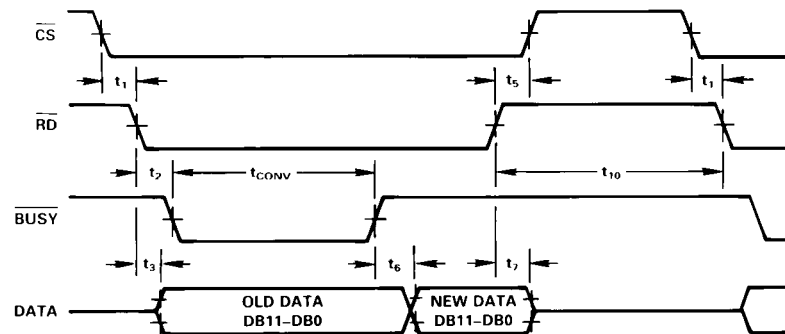 CS
t1 t5 t1
RD
t2 tCONV t10
BUSY
t3 t6 t7
DATA
OLD DATA
DB11–DB0
NEW DATA
DB11–DB0